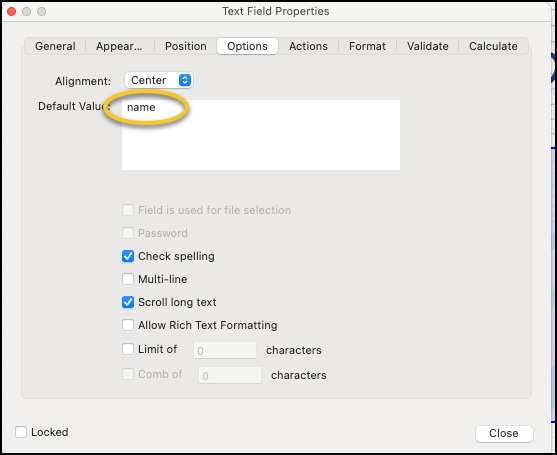 Text Field Properties
General Appear... Position Options Actions Format Validate Calculate
Alignment: Center
Default Value: name
Field is used for file selection
Password
Check spelling
Multi-line
Scroll long text
Allow Rich Text Formatting
Limit of 0 characters
Comb of 0 characters
Locked Close